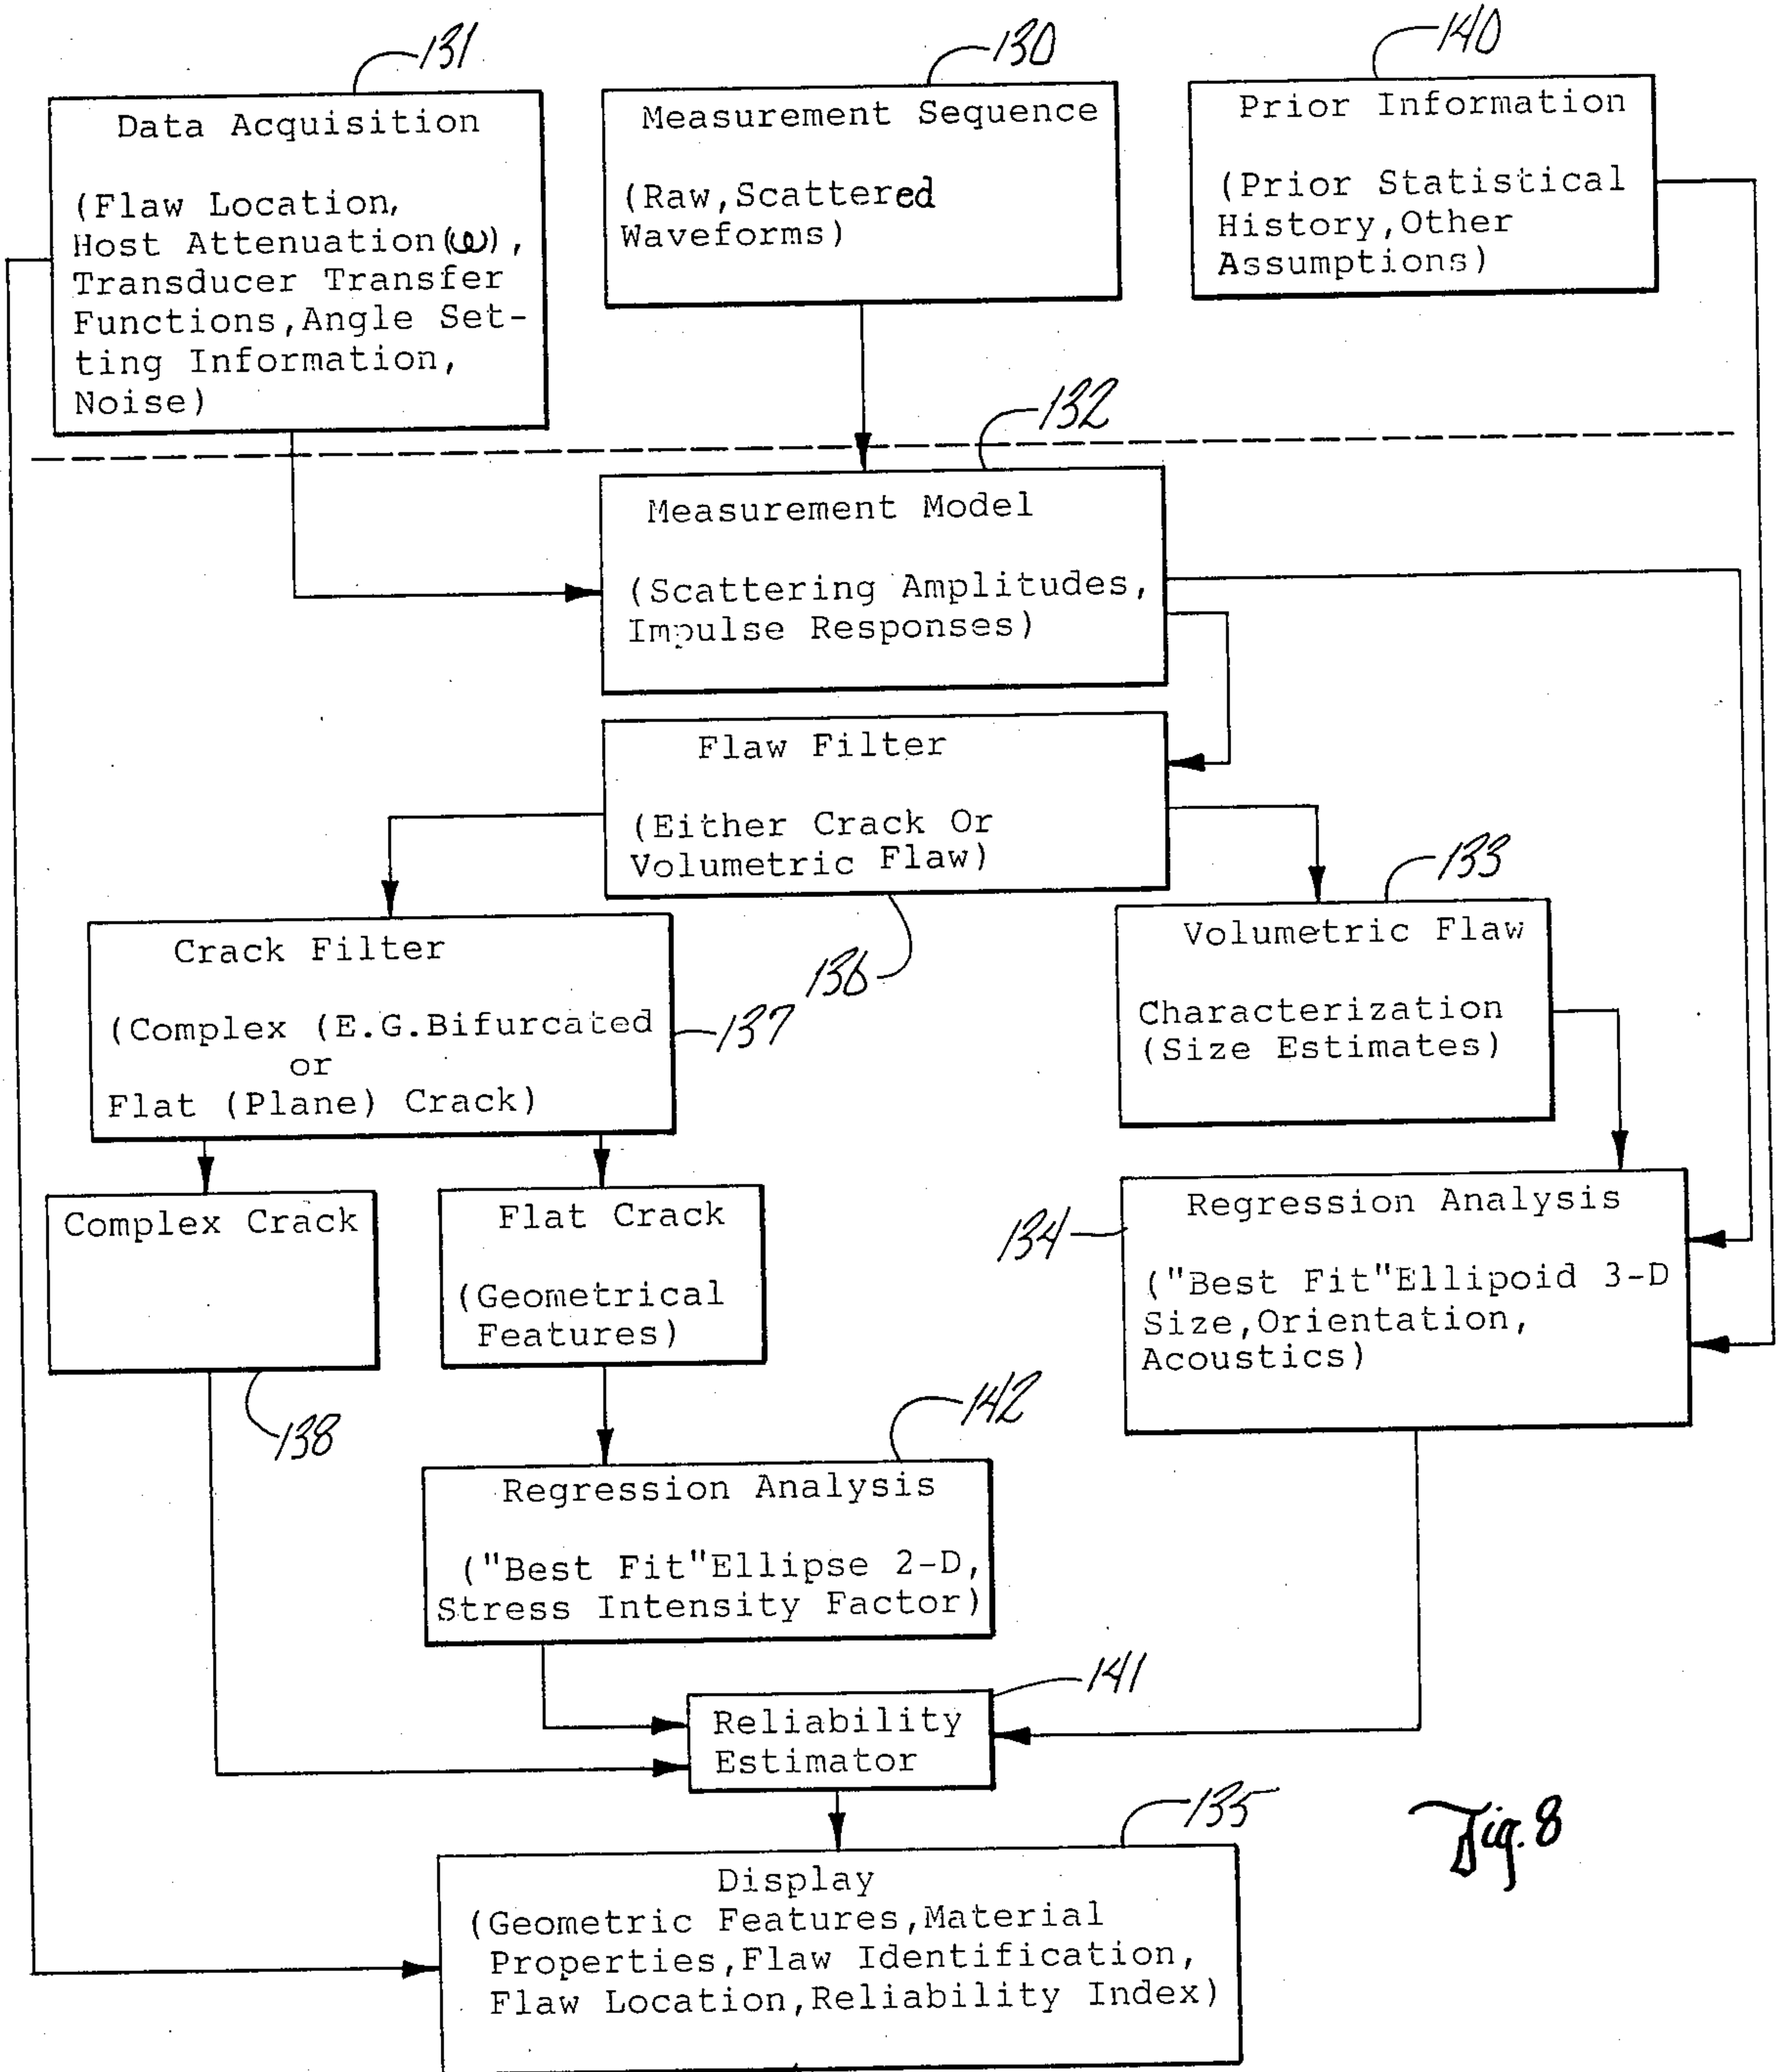 131
130
140
Data Acquisition
(Flaw Location,
Host Attenuation(ω),
Transducer Transfer
Functions,Angle Set-
ting Information,
Noise)
Measurement Sequence
(Raw,Scattered
Waveforms)
Prior Information
(Prior Statistical
History,Other
Assumptions)
132
Measurement Model
(Scattering Amplitudes,
Impulse Responses)
Flaw Filter
(Either Crack Or
Volumetric Flaw)
136
133
Crack Filter
(Complex (E.G.Bifurcated
or
Flat (Plane) Crack)
137
Volumetric Flaw
Characterization
(Size Estimates)
Complex Crack
138
Flat Crack
(Geometrical
Features)
134
Regression Analysis
("Best Fit"Ellipoid 3-D
Size,Orientation,
Acoustics)
142
Regression Analysis
("Best Fit"Ellipse 2-D,
Stress Intensity Factor)
141
Reliability
Estimator
135
Display
(Geometric Features,Material
Properties,Flaw Identification,
Flaw Location,Reliability Index)
Fig. 8